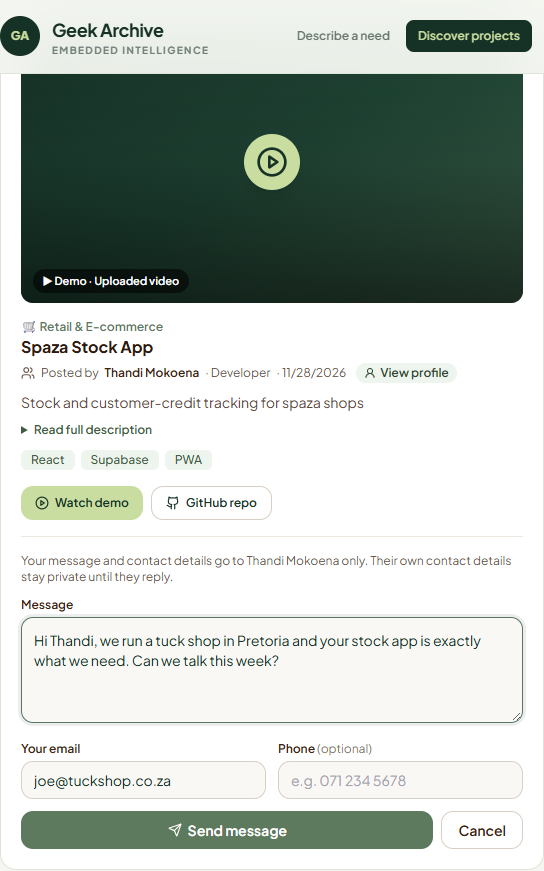 GA
Geek Archive
EMBEDDED INTELLIGENCE
Describe a need
Discover projects
Demo · Uploaded video
Retail & E-commerce
Spaza Stock App
Posted by Thandi Mokoena · Developer · 11/28/2026 View profile
Stock and customer-credit tracking for spaza shops
Read full description
React Supabase PWA
Watch demo GitHub repo
Your message and contact details go to Thandi Mokoena only. Their own contact details
stay private until they reply.
Message
Hi Thandi, we run a tuck shop in Pretoria and your stock app is exactly
what we need. Can we talk this week?
Your email Phone (optional)
joe@tuckshop.co.za e.g. 071 234 5678
Send message Cancel